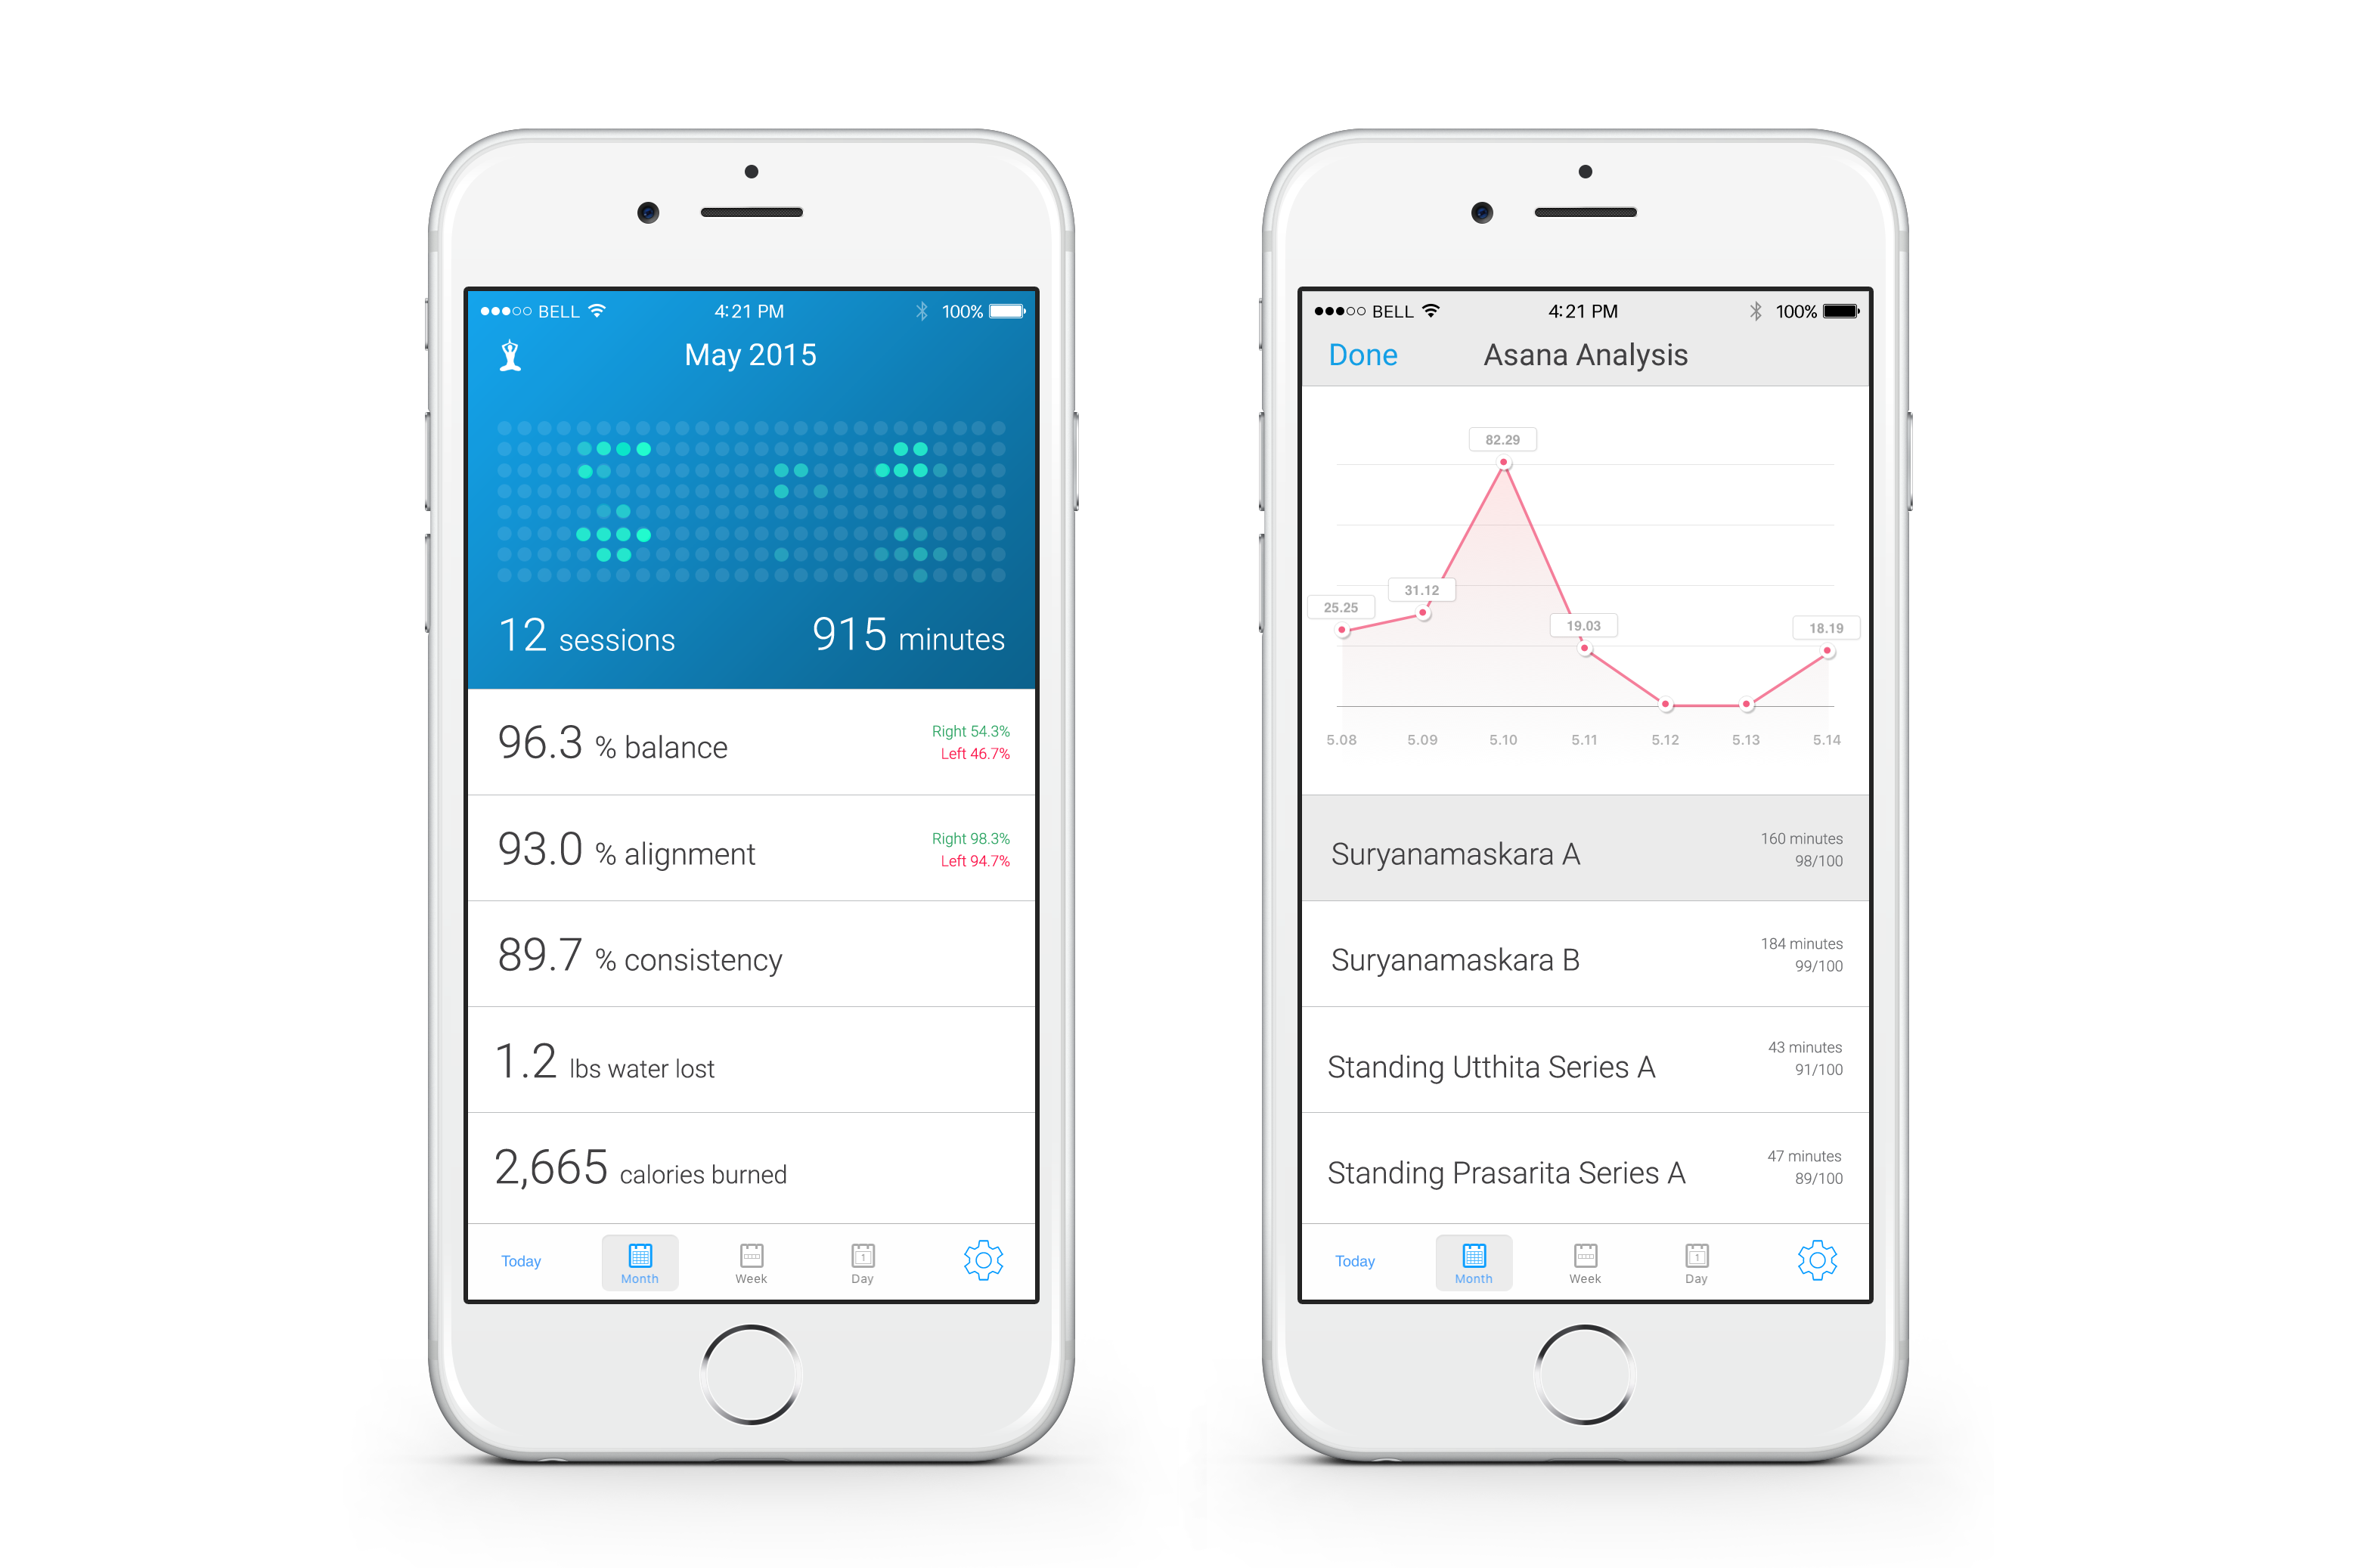 BELL 4:21 PM 100%
May 2015
12 sessions 915 minutes
96.3 % balance
Right 54.3%
Left 46.7%
93.0 % alignment
Right 98.3%
Left 94.7%
89.7 % consistency
1.2 lbs water lost
2,665 calories burned
Today Month Week 1 Day
BELL 4:21 PM 100%
Done Asana Analysis
82.29
31.12
25.25
19.03
18.19
5.08 5.09 5.10 5.11 5.12 5.13 5.14
Suryanamaskara A
160 minutes
98/100
Suryanamaskara B
184 minutes
99/100
Standing Utthita Series A
43 minutes
91/100
Standing Prasarita Series A
47 minutes
89/100
Today Month Week 1 Day